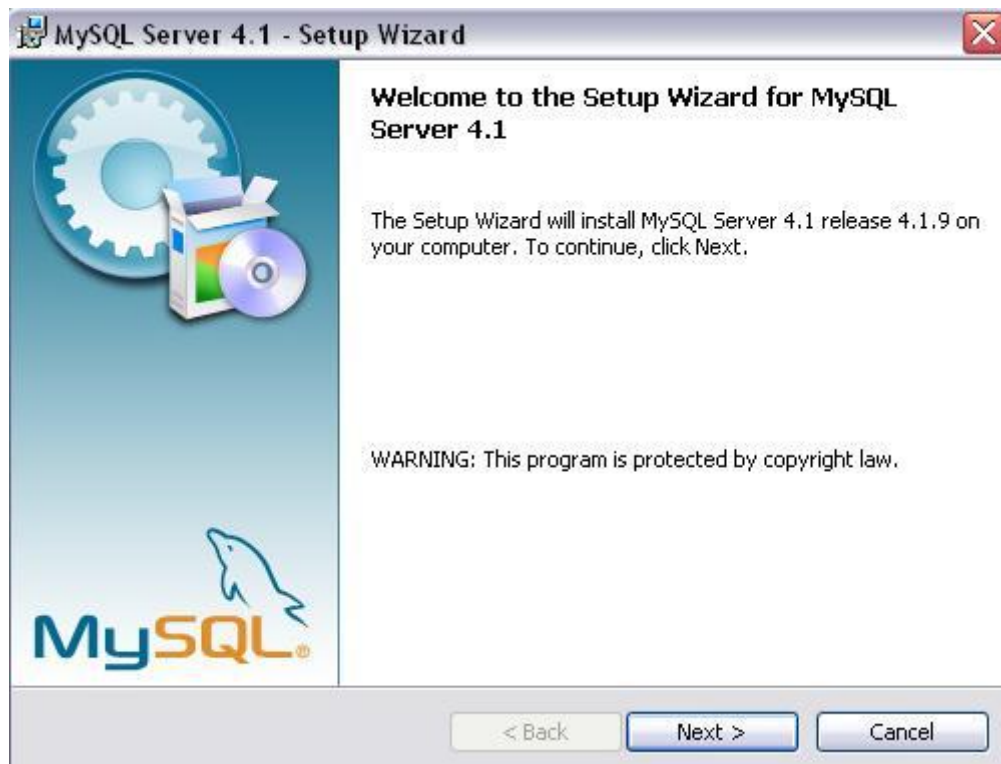 MySQL Server 4.1 - Setup Wizard
Welcome to the Setup Wizard for MySQL
Server 4.1
The Setup Wizard will install MySQL Server 4.1 release 4.1.9 on
your computer. To continue, click Next.
WARNING: This program is protected by copyright law.
MySQL®
< Back Next > Cancel